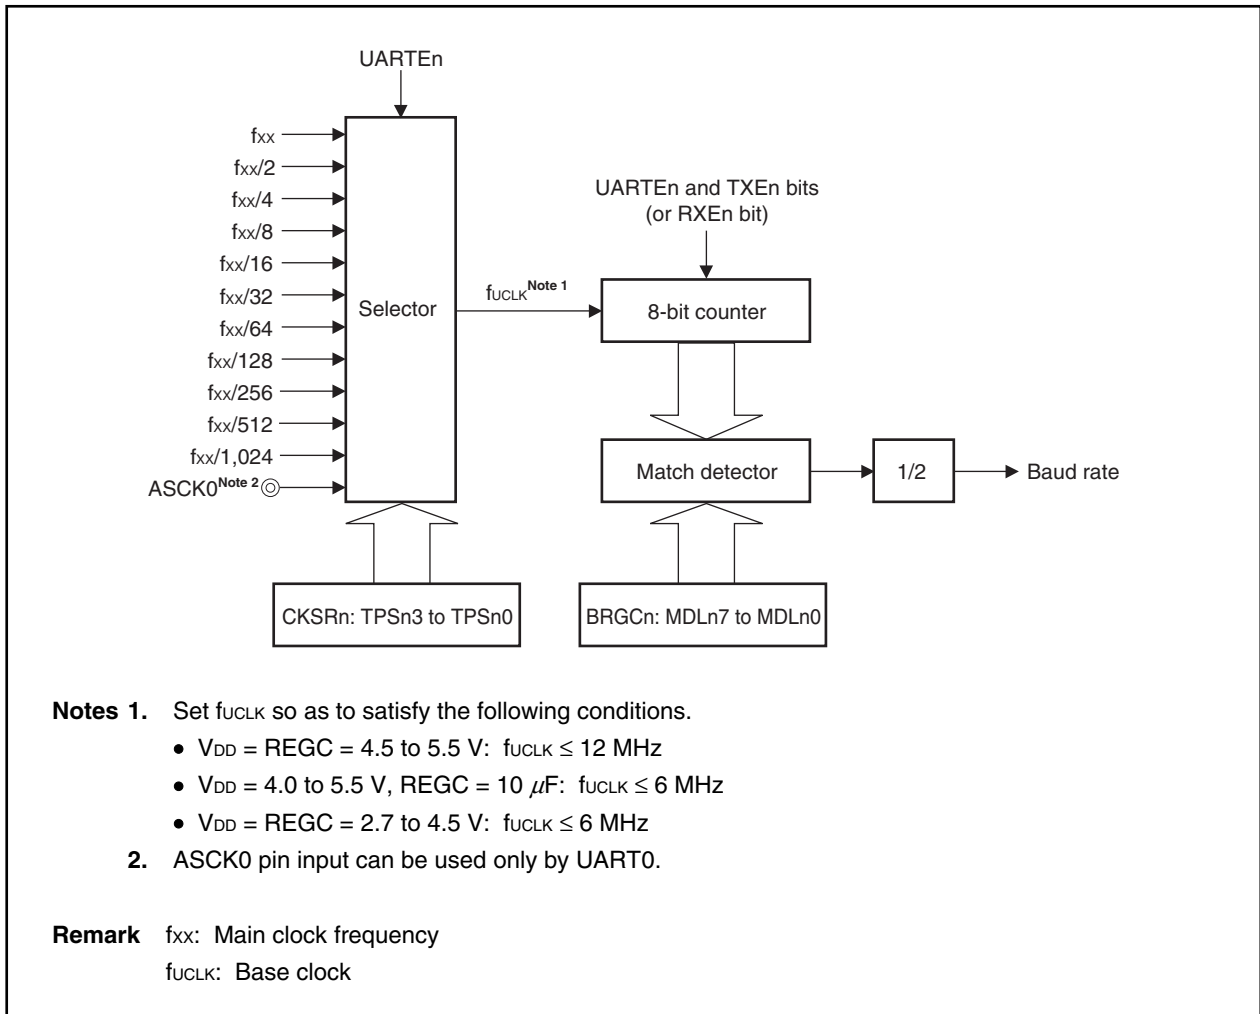 UARTEn
fxx
fxx/2
fxx/4
fxx/8
fxx/16
fxx/32
fxx/64
fxx/128
fxx/256
fxx/512
fxx/1,024
ASCK0Note 2
Selector
fUCLKNote 1
UARTEn and TXEn bits
(or RXEn bit)
8-bit counter
Match detector
1/2
Baud rate
CKSRn: TPSn3 to TPSn0
BRGCn: MDLn7 to MDLn0
Notes 1. Set fUCLK so as to satisfy the following conditions.
• VDD = REGC = 4.5 to 5.5 V: fUCLK ≤ 12 MHz
• VDD = 4.0 to 5.5 V, REGC = 10 μF: fUCLK ≤ 6 MHz
• VDD = REGC = 2.7 to 4.5 V: fUCLK ≤ 6 MHz
2. ASCK0 pin input can be used only by UART0.
Remark fxx: Main clock frequency
fUCLK: Base clock